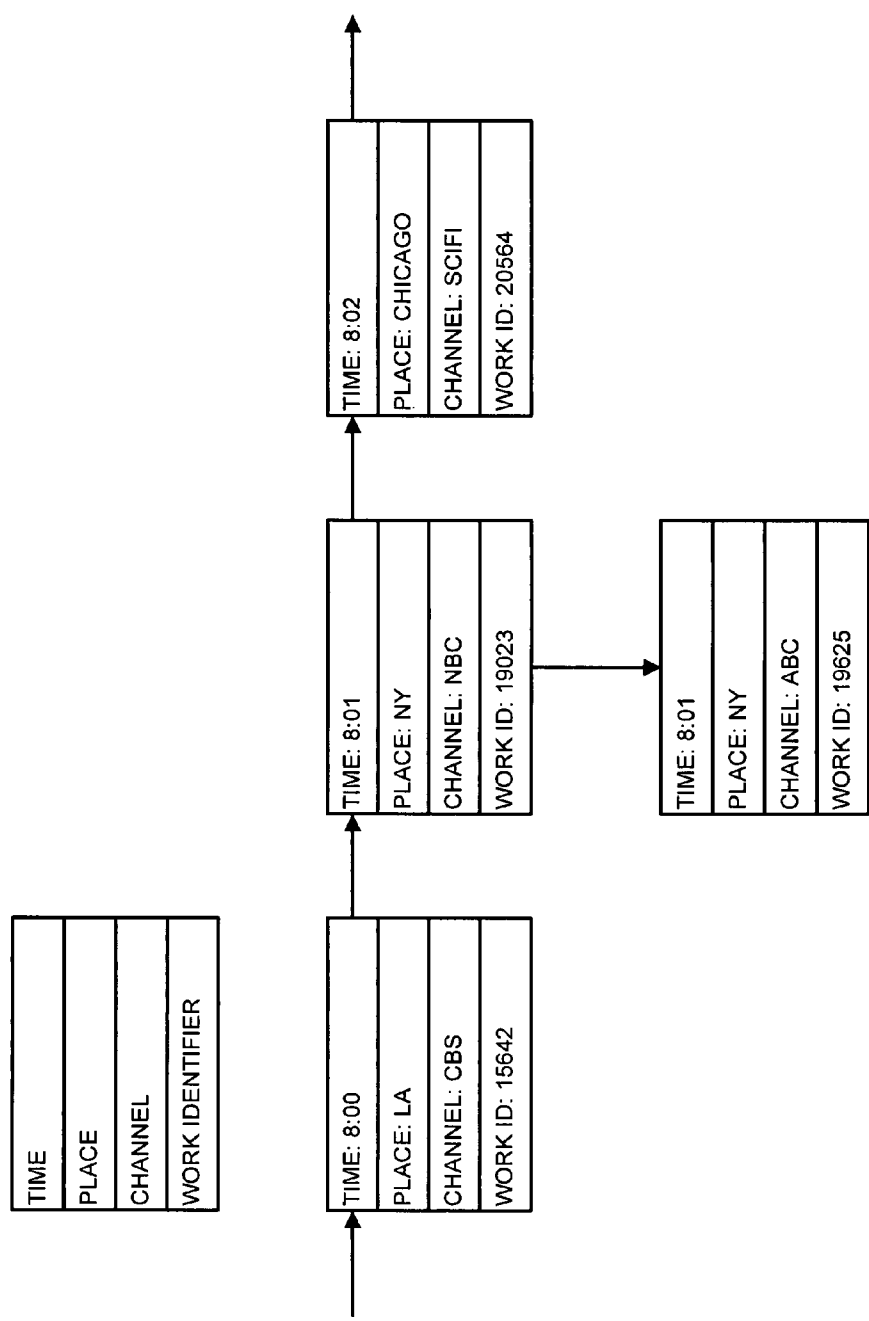 TIME
PLACE
CHANNEL
WORK IDENTIFIER
TIME: 8:00
PLACE: LA
CHANNEL: CBS
WORK ID: 15642
TIME: 8:01
PLACE: NY
CHANNEL: NBC
WORK ID: 19023
TIME: 8:02
PLACE: CHICAGO
CHANNEL: SCIFI
WORK ID: 20564
TIME: 8:01
PLACE: NY
CHANNEL: ABC
WORK ID: 19625